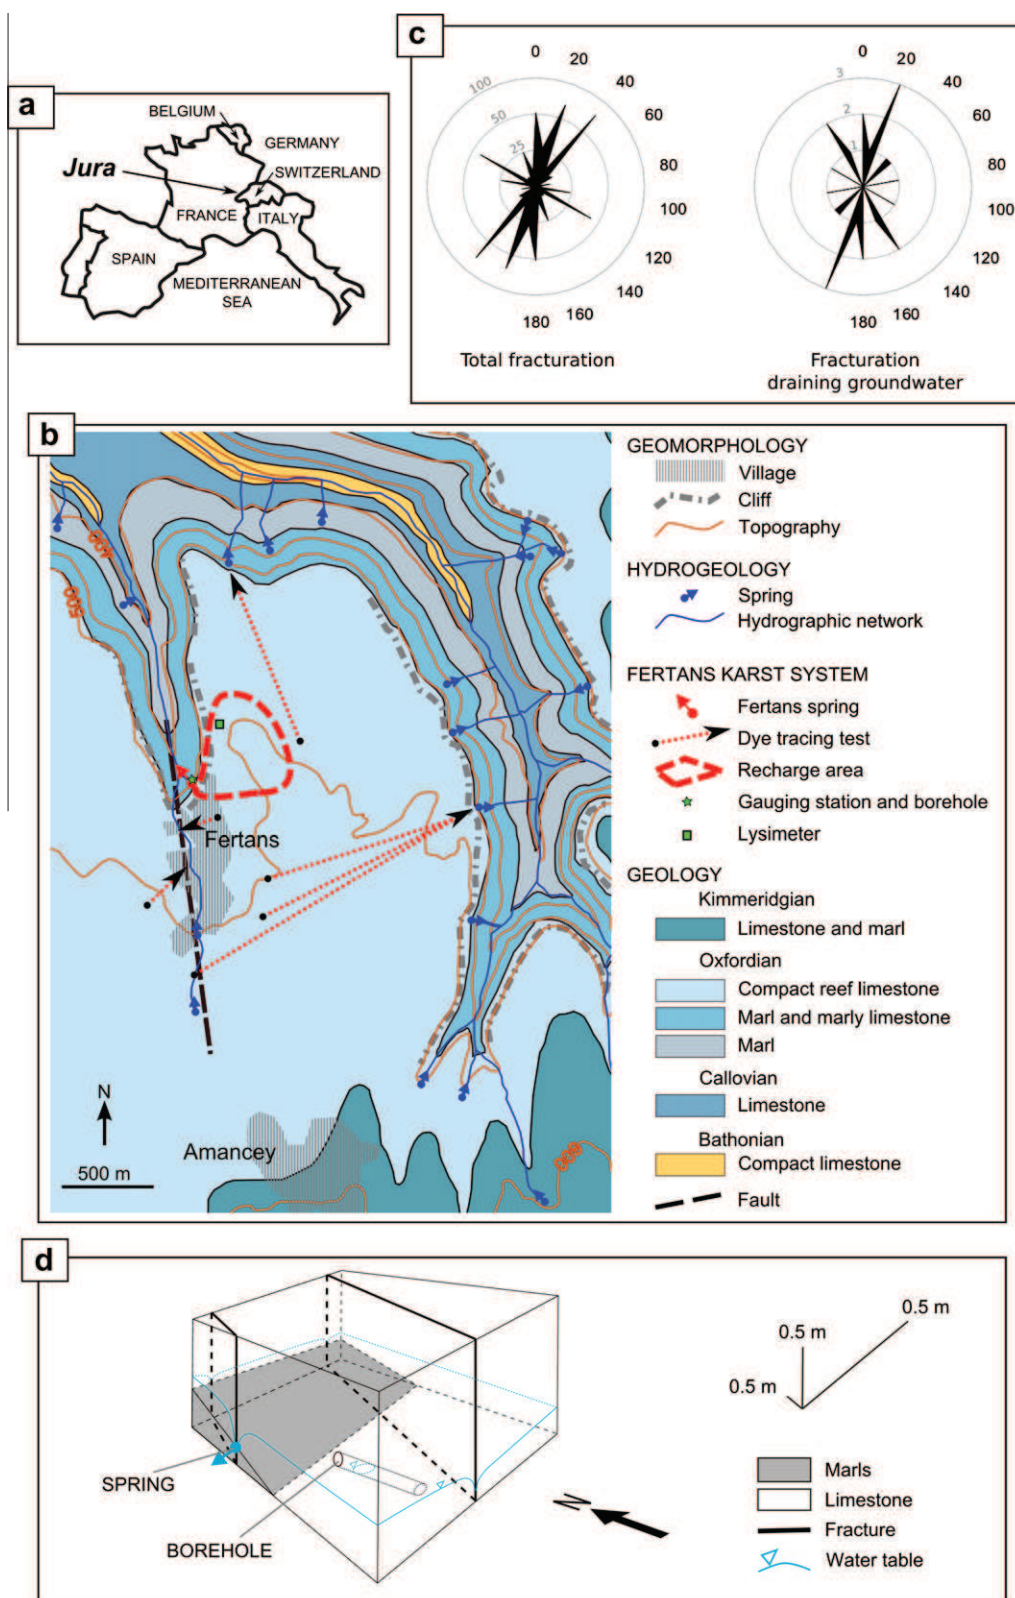 a
BELGIUM
GERMANY
Jura
SWITZERLAND
FRANCE
ITALY
SPAIN
MEDITERRANEAN
SEA
c
0
20
40
60
80
100
120
140
160
180
100
50
25
Total fracturation
0
20
40
60
80
100
120
140
160
180
3
2
1
Fracturation
draining groundwater
b
400
500
Fertans
N
500 m
Amancey
600
GEOMORPHOLOGY
Village
Cliff
Topography
HYDROGEOLOGY
Spring
Hydrographic network
FERTANS KARST SYSTEM
Fertans spring
Dye tracing test
Recharge area
Gauging station and borehole
Lysimeter
GEOLOGY
Kimmeridgian
Limestone and marl
Oxfordian
Compact reef limestone
Marl and marly limestone
Marl
Callovian
Limestone
Bathonian
Compact limestone
Fault
d
SPRING
BOREHOLE
N
0.5 m
0.5 m
0.5 m
Marls
Limestone
Fracture
Water table